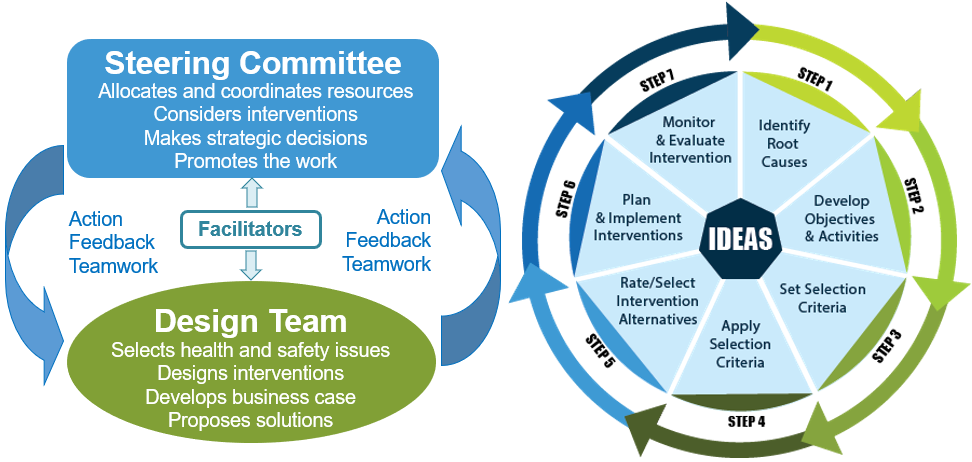 Steering Committee
Allocates and coordinates resources
Considers interventions
Makes strategic decisions
Promotes the work
Facilitators
Action
Feedback
Teamwork
Action
Feedback
Teamwork
Design Team
Selects health and safety issues
Designs interventions
Develops business case
Proposes solutions
IDEAS
STEP 1
Identify
Root
Causes
STEP 2
Develop
Objectives
& Activities
STEP 3
Set Selection
Criteria
STEP 4
Apply
Selection
Criteria
STEP 5
Rate/Select
Intervention
Alternatives
STEP 6
Plan
& Implement
Interventions
STEP 7
Monitor
& Evaluate
Intervention